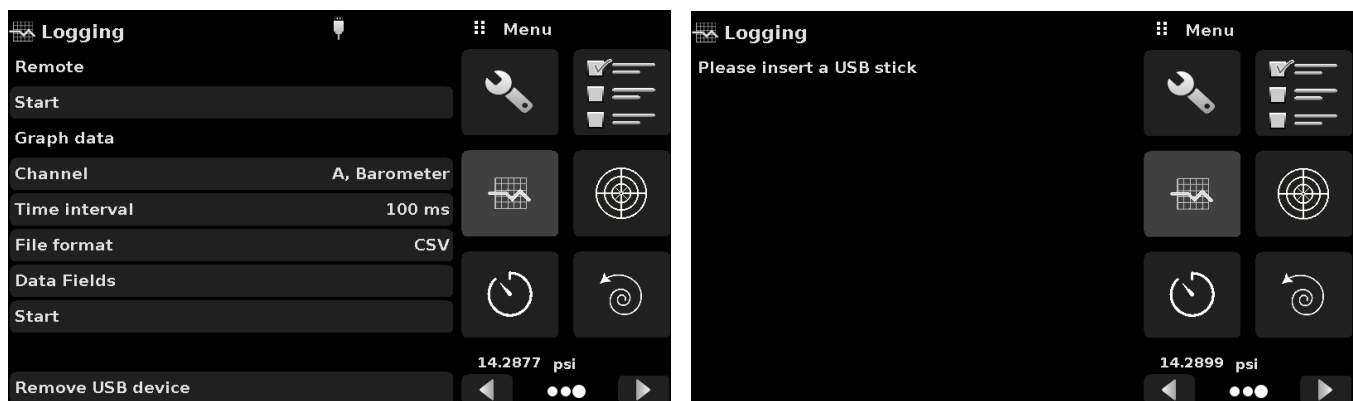 Logging
Menu
Remote
Start
Graph data
Channel A, Barometer
Time interval 100 ms
File format CSV
Data Fields
Start
Remove USB device
14.2877 psi
Logging
Menu
Please insert a USB stick
14.2899 psi